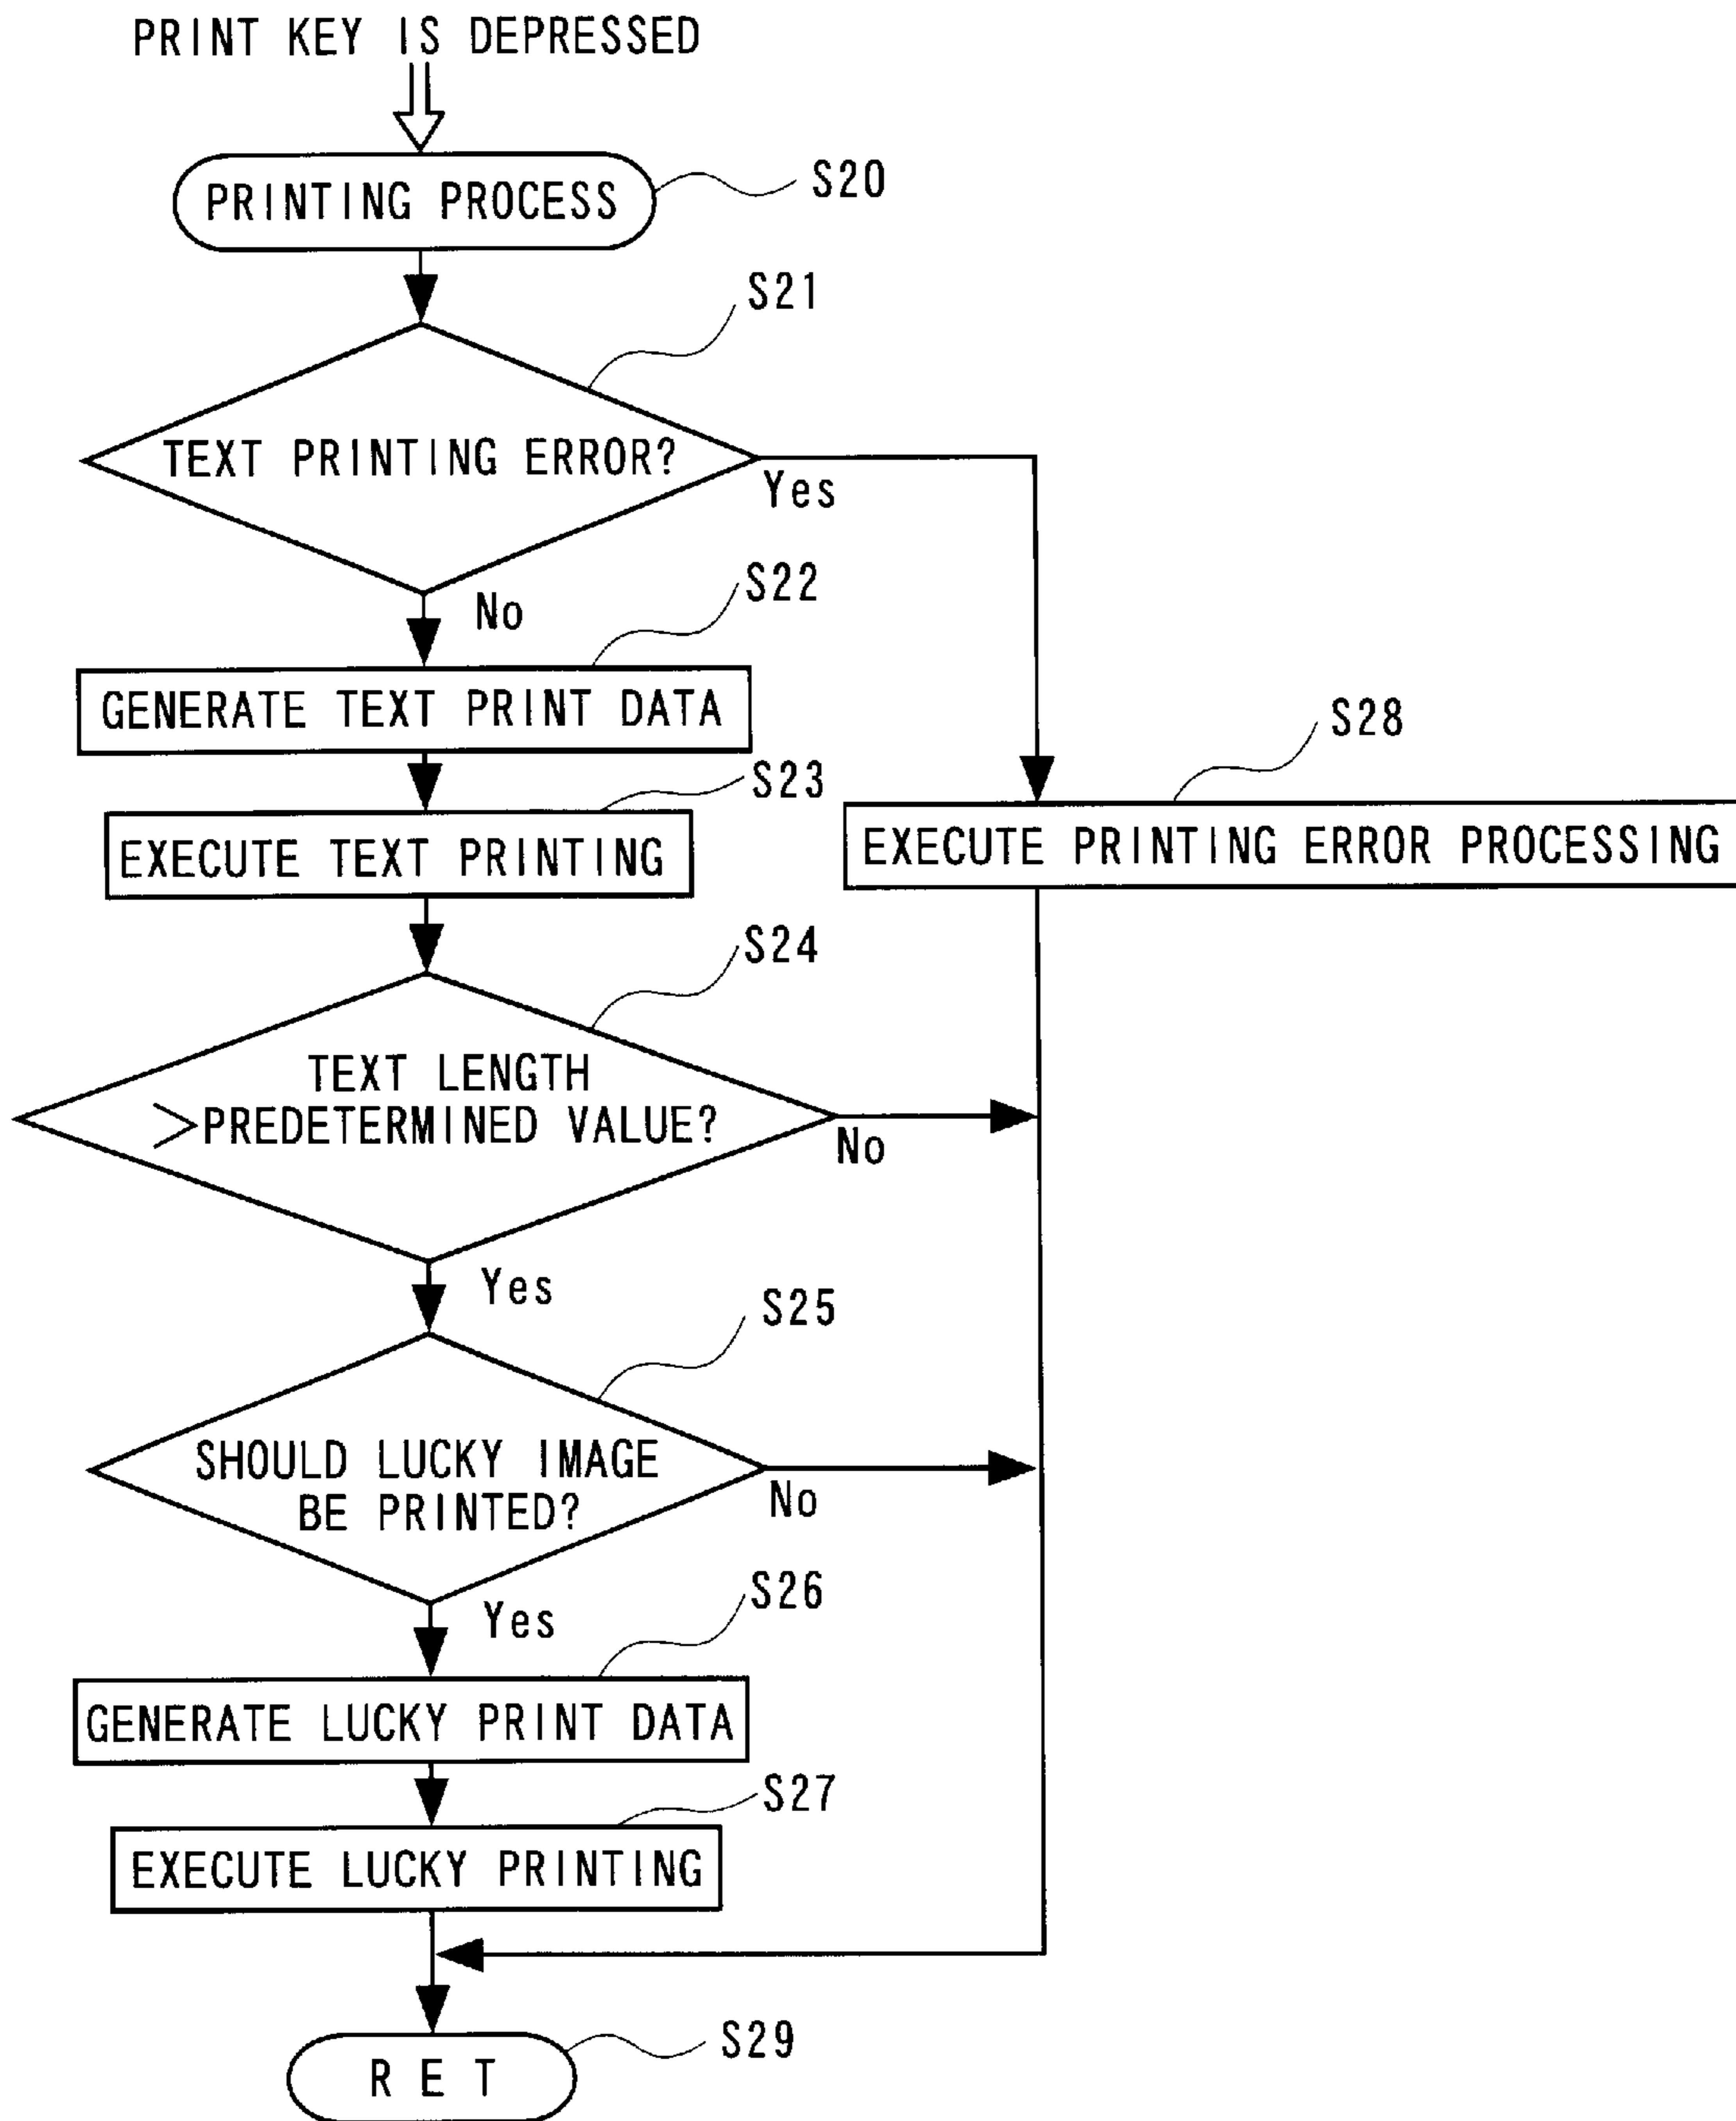 PRINT KEY IS DEPRESSED
PRINTING PROCESS
S20
S21
TEXT PRINTING ERROR?
Yes
No
S22
GENERATE TEXT PRINT DATA
S23
EXECUTE TEXT PRINTING
S28
EXECUTE PRINTING ERROR PROCESSING
S24
TEXT LENGTH
>PREDETERMINED VALUE?
No
Yes
S25
SHOULD LUCKY IMAGE
BE PRINTED?
No
Yes
S26
GENERATE LUCKY PRINT DATA
S27
EXECUTE LUCKY PRINTING
S29
RET